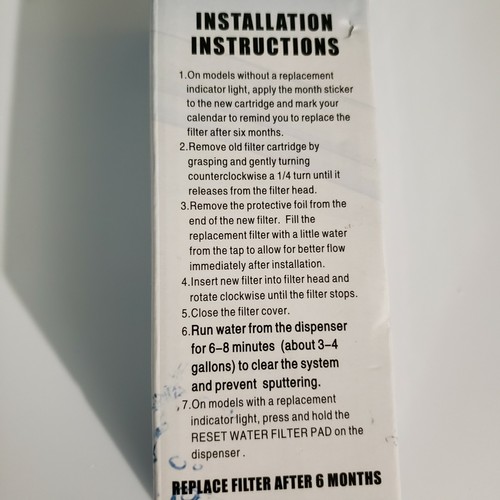 INSTALLATION
INSTRUCTIONS
1.On models without a replacement
indicator light, apply the month sticker
to the new cartridge and mark your
calendar to remind you to replace the
filter after six months.
2.Remove old filter cartridge by
grasping and gently turning
counterclockwise a 1/4 turn until it
releases from the filter head.
3.Remove the protective foil from the
end of the new filter. Fill the
replacement filter with a little water
from the tap to allow for better flow
immediately after installation.
4.Insert new filter into filter head and
rotate clockwise until the filter stops.
5.Close the filter cover.
6.Run water from the dispenser
for 6-8 minutes (about 3-4
gallons) to clear the system
and prevent sputtering.
7.On models with a replacement
indicator light, press and hold the
RESET WATER FILTER PAD on the
dispenser.
REPLACE FILTER AFTER 6 MONTHS